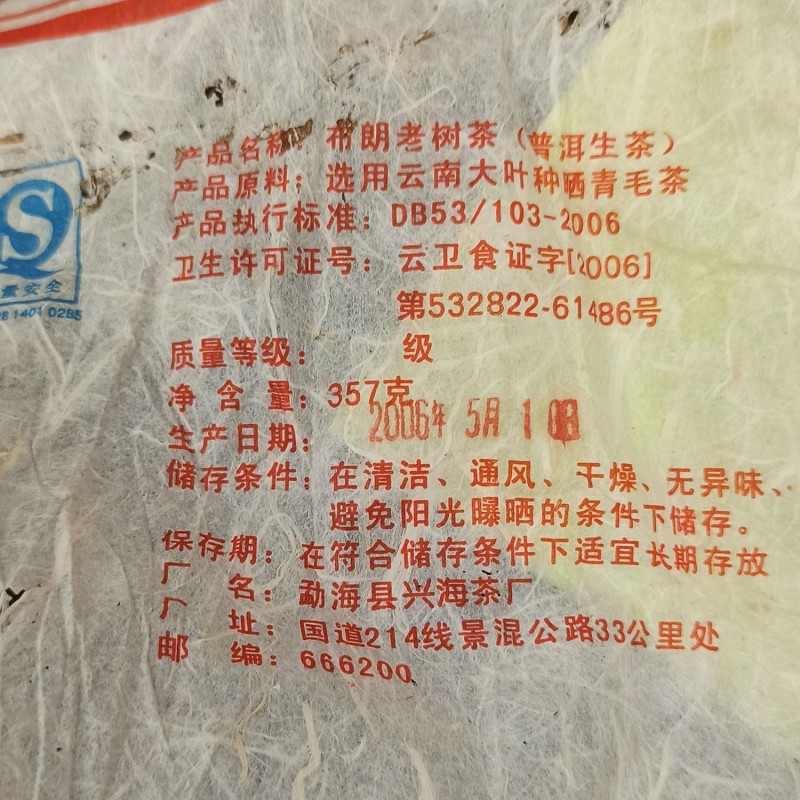 产品名称：布朗老树茶（普洱生茶）
产品原料：选用云南大叶种晒青毛茶
产品执行标准：DB53/103-2006
卫生许可证号：云卫食证字[2006]
第532822-61486号
质量等级：　　级
净含量：357克
生产日期：2006年 5月 1 日
储存条件：在清洁、通风、干燥、无异味、
避免阳光曝晒的条件下储存。
保存期：在符合储存条件下适宜长期存放
厂名：勐海县兴海茶厂
厂址：国道214线景混公路33公里处
邮编：666200
S
量安全
1401 0285